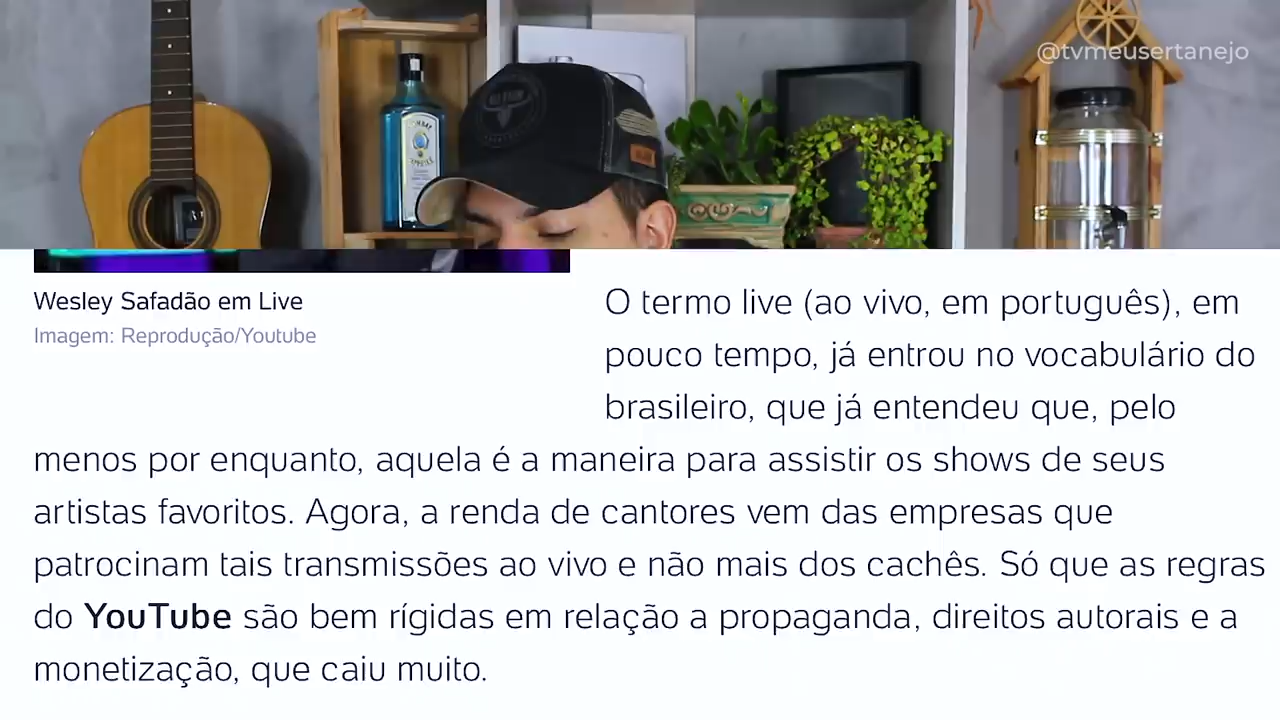 @tvmeusertanejo
BOMBAY
SAPPHIRE
Wesley Safadão em Live
Imagem: Reprodução/Youtube
O termo live (ao vivo, em português), em
pouco tempo, já entrou no vocabulário do
brasileiro, que já entendeu que, pelo
menos por enquanto, aquela é a maneira para assistir os shows de seus
artistas favoritos. Agora, a renda de cantores vem das empresas que
patrocinam tais transmissões ao vivo e não mais dos cachês. Só que as regras
do YouTube são bem rígidas em relação a propaganda, direitos autorais e a
monetização, que caiu muito.